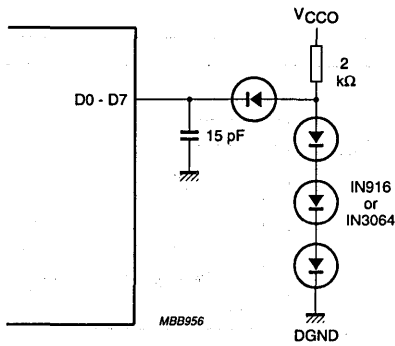 VCCO
2
kΩ
D0 - D7
15 pF
IN916
or
IN3064
MBB956
DGND